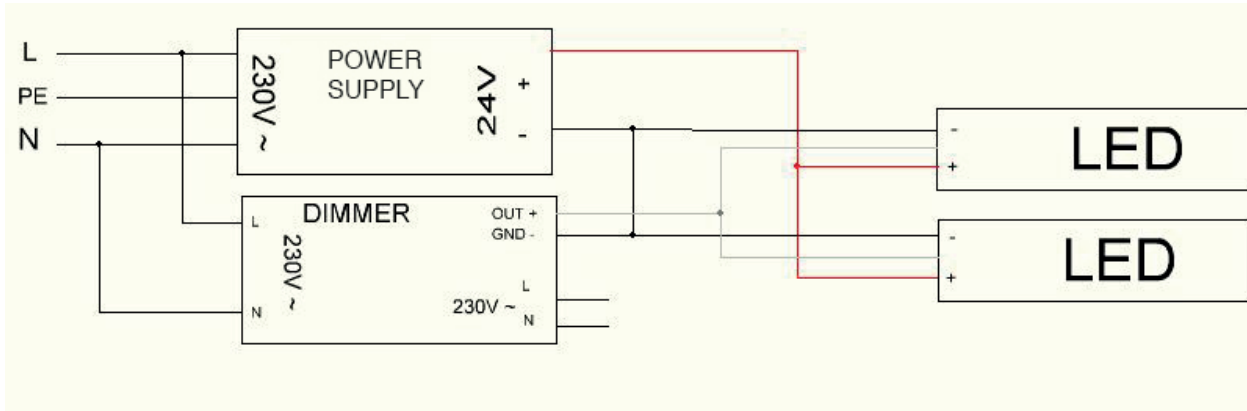 L
PE
N
230V ~
POWER
SUPPLY
24V
+
-
DIMMER
L
N
230V ~
OUT +
GND -
L
230V ~
N
-
+
LED
-
+
LED